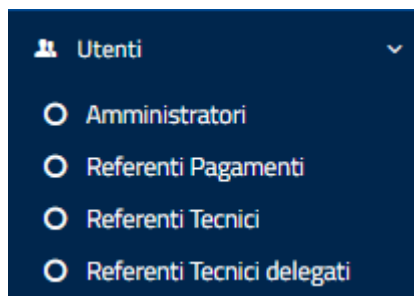 Utenti
Amministratori
Referenti Pagamenti
Referenti Tecnici
Referenti Tecnici delegati